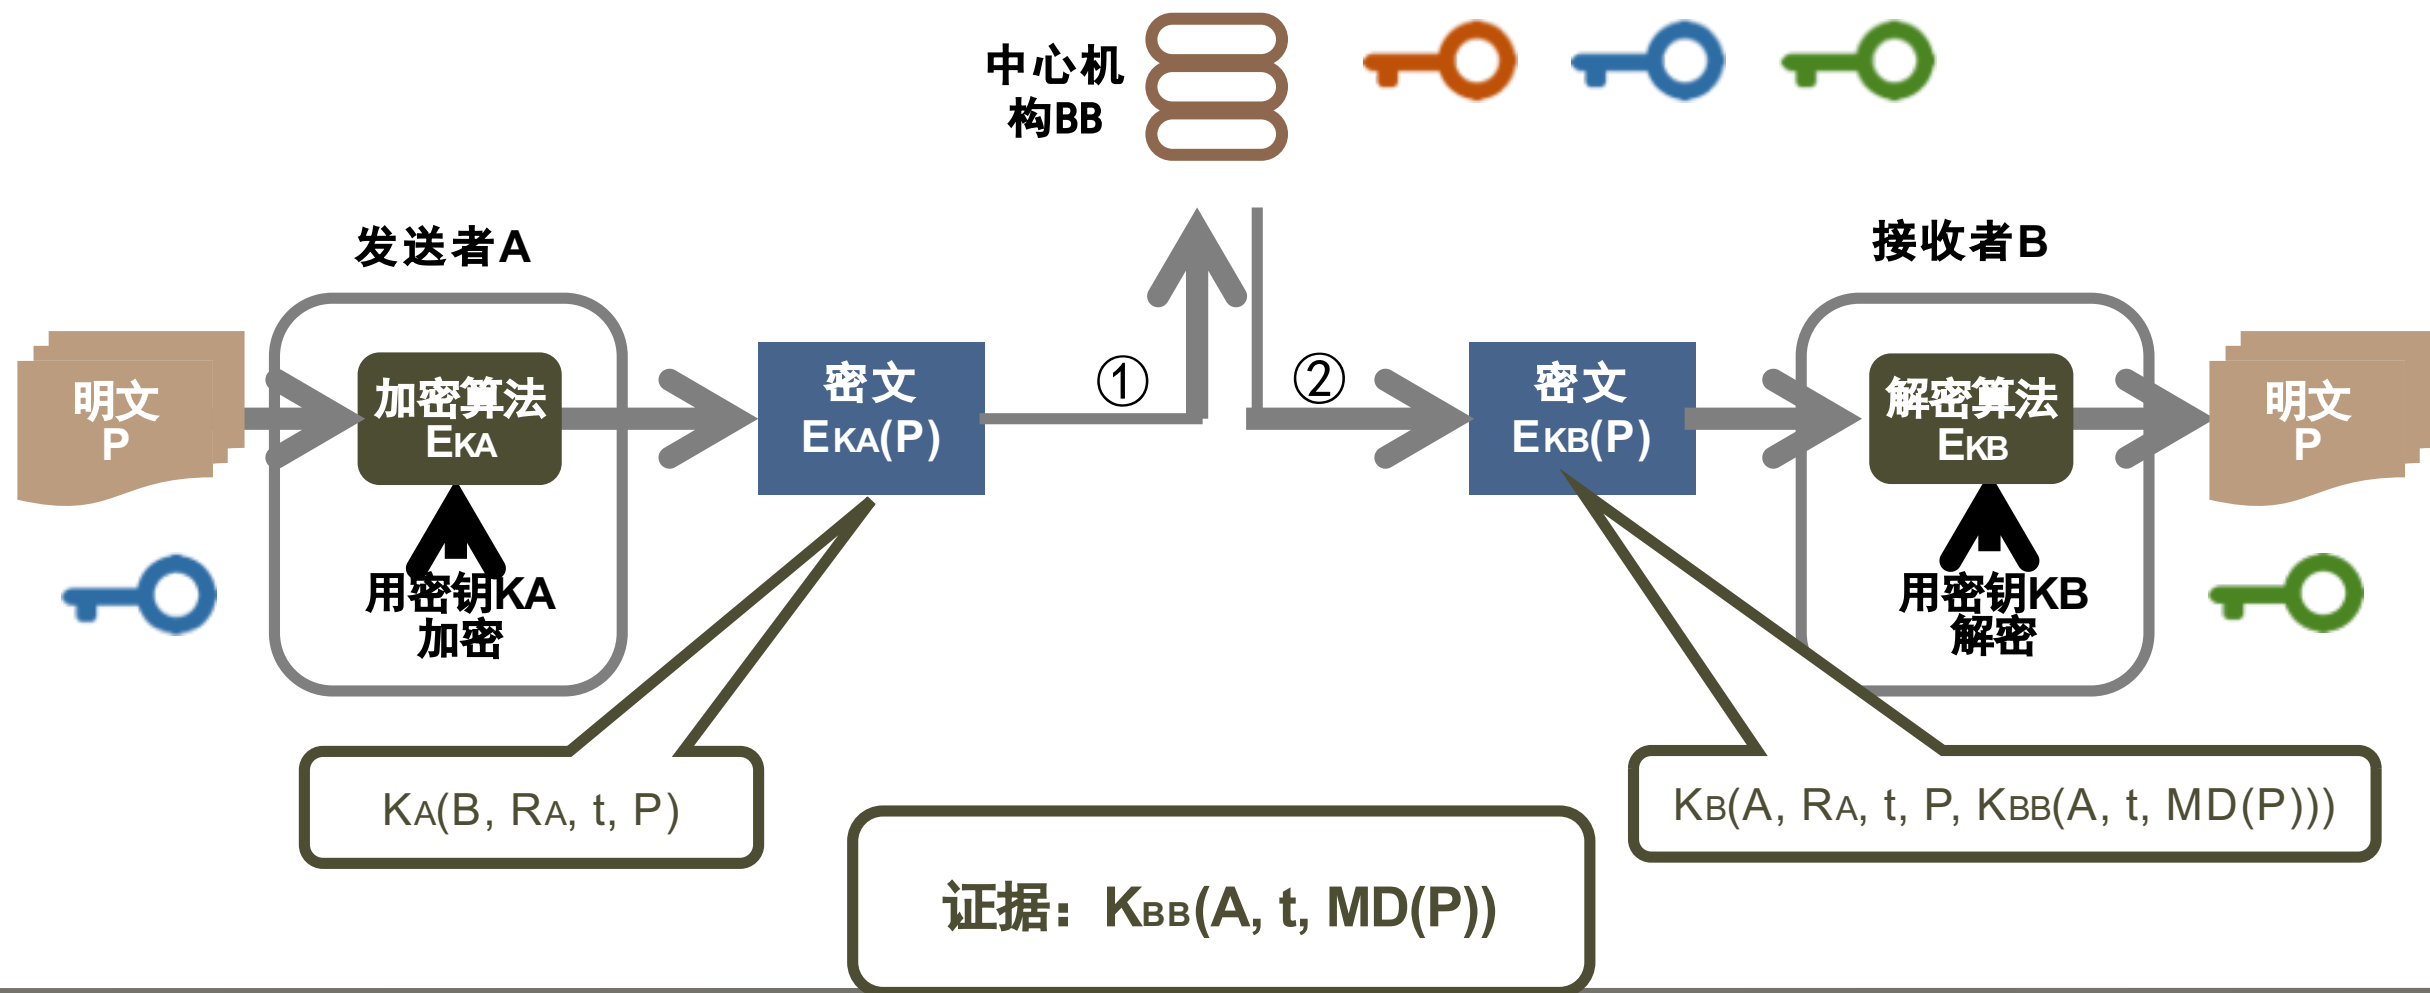 中心机
构BB
发送者A
接收者B
明文
P
加密算法
EKA
用密钥KA
加密
密文
EKA(P)
①
②
密文
EKB(P)
解密算法
EKB
用密钥KB
解密
明文
P
KA(B, RA, t, P)
KB(A, RA, t, P, KBB(A, t, MD(P)))
证据：KBB(A, t, MD(P))